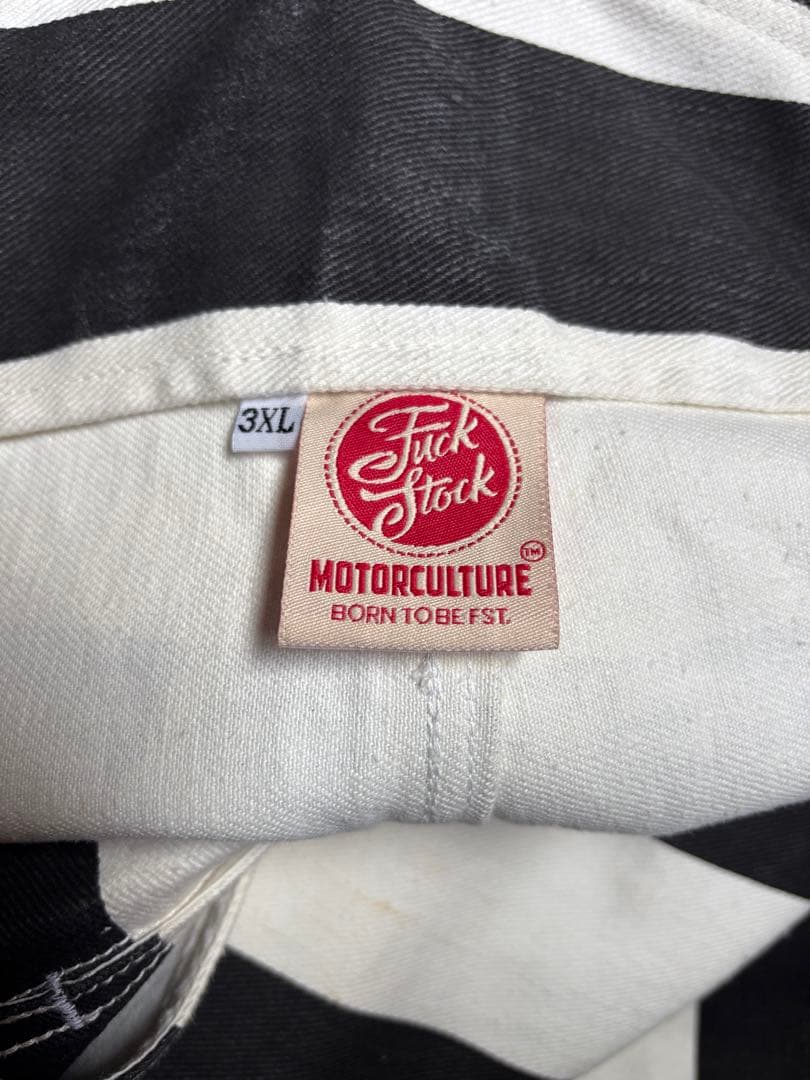 3XL
Fuck
Stock
TM
MOTORCULTURE
BORN TO BE FST.